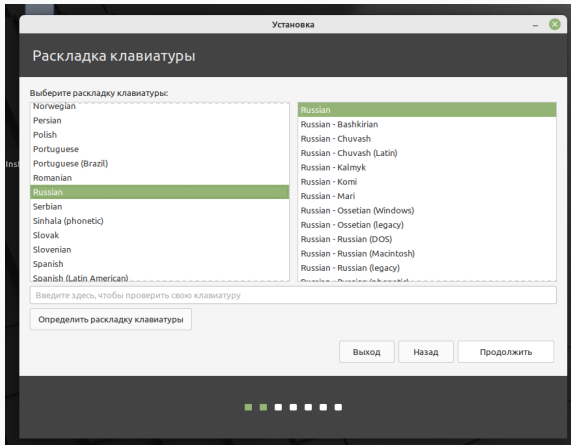 Установка
Раскладка клавиатуры
Выберите раскладку клавиатуры:
Norwegian
Persian
Polish
Portuguese
Portuguese (Brazil)
Romanian
Russian
Serbian
Sinhala (phonetic)
Slovak
Slovenian
Spanish
Spanish (Latin American)
Russian
Russian - Bashkirian
Russian - Chuvash
Russian - Chuvash (Latin)
Russian - Kalmyk
Russian - Komi
Russian - Mari
Russian - Ossetian (Windows)
Russian - Ossetian (legacy)
Russian - Russian (DOS)
Russian - Russian (Macintosh)
Russian - Russian (legacy)
Введите здесь, чтобы проверить свою клавиатуру
Определить раскладку клавиатуры
Выход
Назад
Продолжить